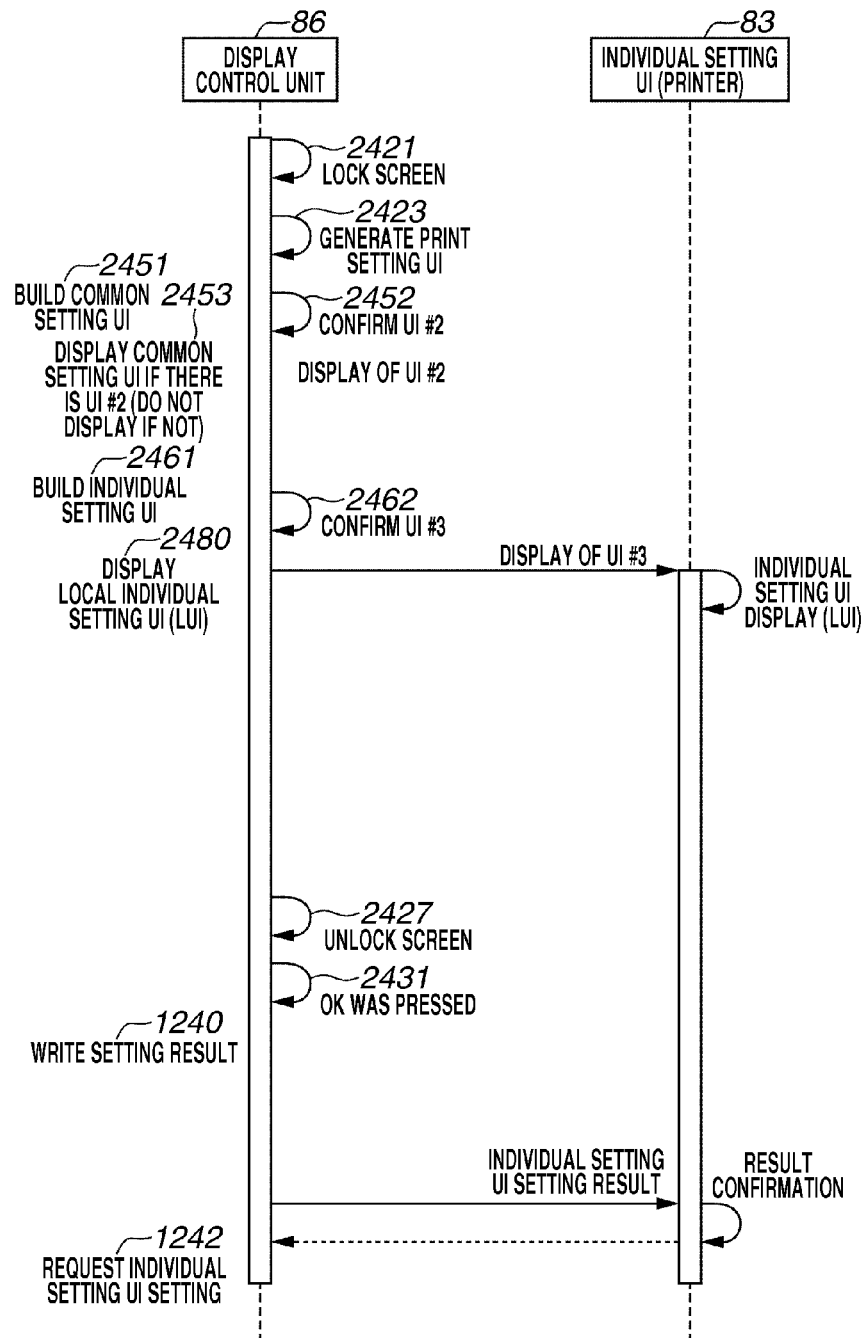 86
83
DISPLAY
CONTROL UNIT
INDIVIDUAL SETTING
UI (PRINTER)
2421
LOCK SCREEN
2423
GENERATE PRINT
SETTING UI
2451
BUILD COMMON
SETTING UI
2453
DISPLAY COMMON
SETTING UI IF THERE
IS UI #2 (DO NOT
DISPLAY IF NOT)
2452
CONFIRM UI #2
DISPLAY OF UI #2
2461
BUILD INDIVIDUAL
SETTING UI
2462
CONFIRM UI #3
2480
DISPLAY
LOCAL INDIVIDUAL
SETTING UI (LUI)
DISPLAY OF UI #3
INDIVIDUAL
SETTING UI
DISPLAY (LUI)
2427
UNLOCK SCREEN
2431
OK WAS PRESSED
1240
WRITE SETTING RESULT
INDIVIDUAL SETTING
UI SETTING RESULT
RESULT
CONFIRMATION
1242
REQUEST INDIVIDUAL
SETTING UI SETTING